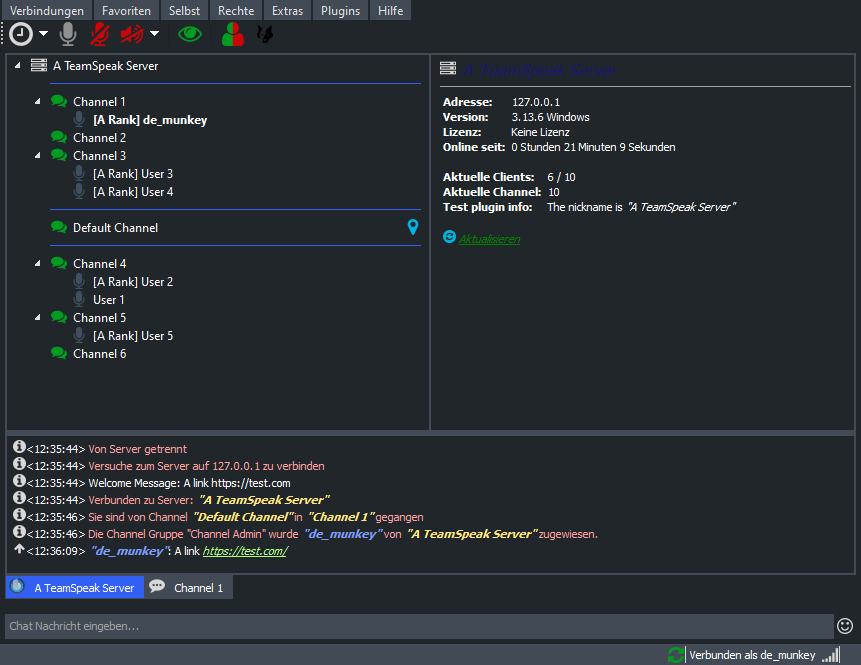 Verbindungen Favoriten Selbst Rechte Extras Plugins Hilfe
A TeamSpeak Server
Channel 1
[A Rank] de_munkey
Channel 2
Channel 3
[A Rank] User 3
[A Rank] User 4
Default Channel
Channel 4
[A Rank] User 2
User 1
Channel 5
[A Rank] User 5
Channel 6
A TeamSpeak Server
Adresse: 127.0.0.1
Version: 3.13.6 Windows
Lizenz: Keine Lizenz
Online seit: 0 Stunden 21 Minuten 9 Sekunden
Aktuelle Clients: 6 / 10
Aktuelle Channel: 10
Test plugin info: The nickname is "A TeamSpeak Server"
Aktualisieren
<12:35:44> Von Server getrennt
<12:35:44> Versuche zum Server auf 127.0.0.1 zu verbinden
<12:35:44> Welcome Message: A link https://test.com
<12:35:44> Verbunden zu Server: "A TeamSpeak Server"
<12:35:46> Sie sind von Channel "Default Channel" in "Channel 1" gegangen
<12:35:46> Die Channel Gruppe "Channel Admin" wurde "de_munkey" von "A TeamSpeak Server" zugewiesen.
<12:36:09> "de_munkey": A link https://test.com/
A TeamSpeak Server Channel 1
Chat Nachricht eingeben...
Verbunden als de_munkey